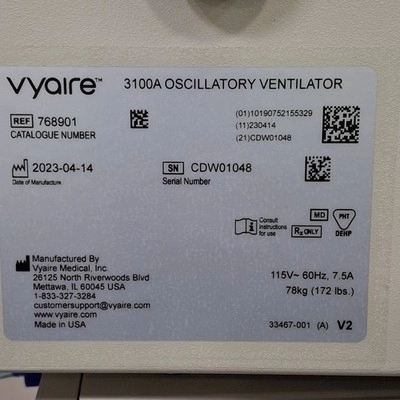 vyaire™ 3100A OSCILLATORY VENTILATOR
REF 768901
CATALOGUE NUMBER
(01)10190752155329
(11)230414
(21)CDW01048
2023-04-14
Date of Manufacture
SN CDW01048
Serial Number
Consult
instructions
for use
MD
Rx ONLY
PHT
DEHP
Manufactured By
Vyaire Medical, Inc.
26125 North Riverwoods Blvd
Mettawa, IL 60045 USA
1-833-327-3284
customersupport@vyaire.com
www.vyaire.com
Made in USA
115V~ 60Hz, 7.5A
78kg (172 lbs.)
33467-001 (A) V2